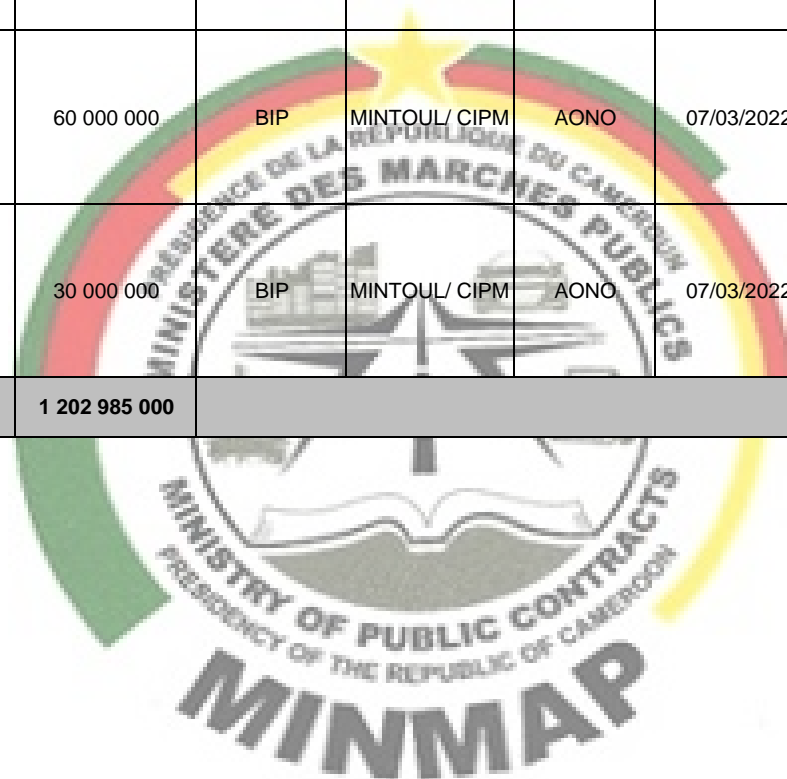 60 000 000 BIP MINTOUL/ CIPM AONO 07/03/2022
PRESIDENCE DE LA REPUBLIQUE DU CAMEROUN
MINISTERE DES MARCHES PUBLICS
30 000 000 BIP MINTOUL/ CIPM AONO 07/03/2022
1 202 985 000
MINISTRY OF PUBLIC CONTRACTS
PRESIDENCY OF THE REPUBLIC OF CAMEROON
MINMAP